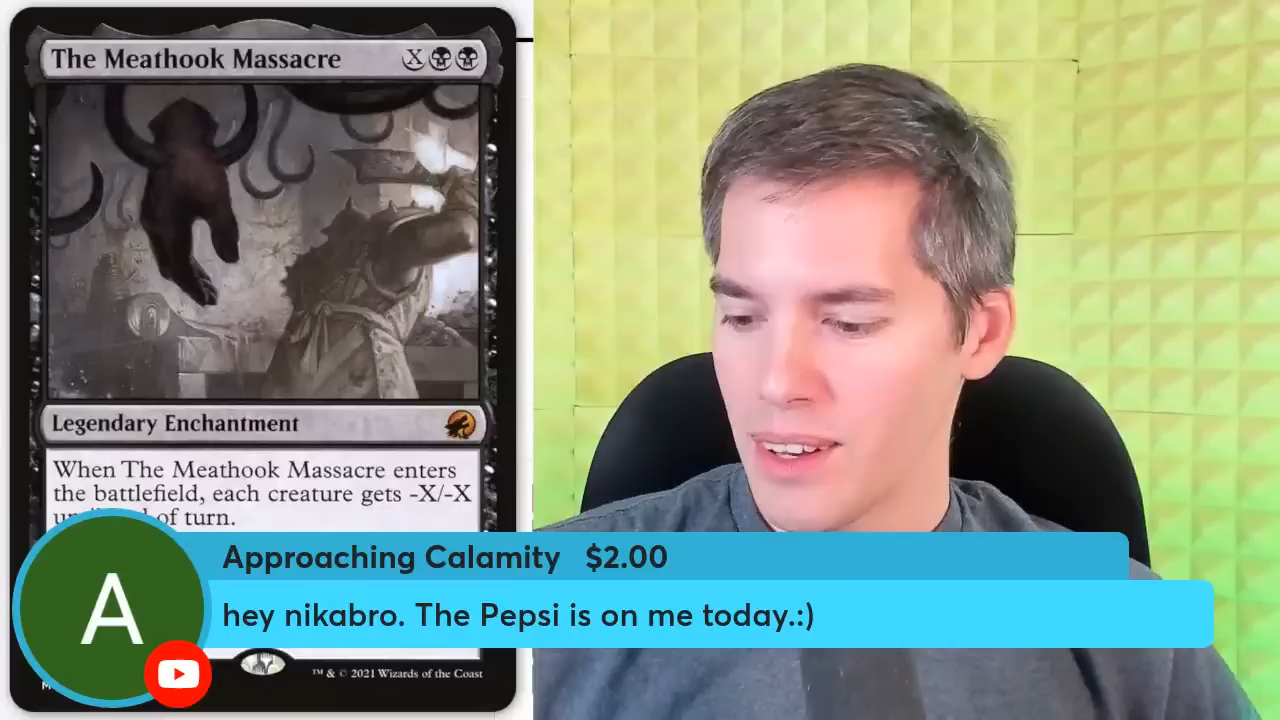 The Meathook Massacre X
Legendary Enchantment
When The Meathook Massacre enters
the battlefield, each creature gets -X/-X
of turn.
A
Approaching Calamity $2.00
hey nikabro. The Pepsi is on me today.:)
M
™ & © 2021 Wizards of the Coast